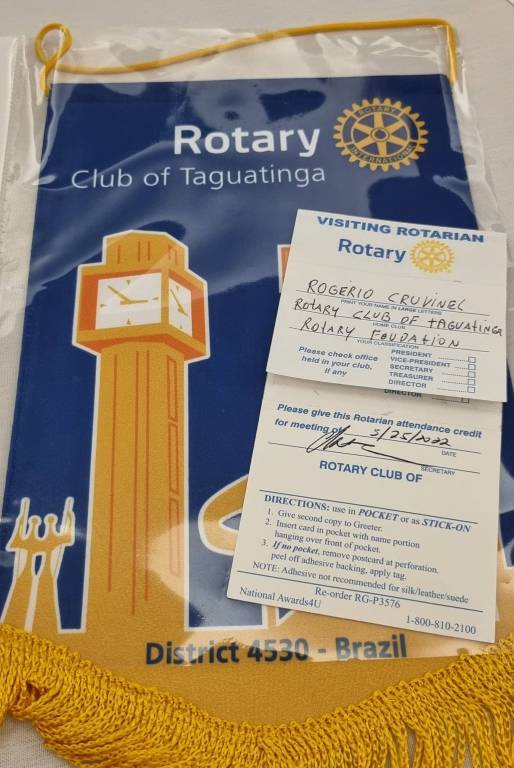 Rotary
ROTARY
INTERNATIONAL
Club of Taguatinga
VISITING ROTARIAN
Rotary
ROGERIO CRUVINEL
PRINT YOUR NAME IN LARGE LETTERS
ROTARY CLUB OF TAGUATINGA
HOME CLUB
ROTARY FOUDATION
YOUR CLASSIFICATION
Please check office
held in your club,
if any
PRESIDENT
VICE-PRESIDENT
SECRETARY
TREASURER
DIRECTOR
DIRECTOR
Please give this Rotarian attendance credit
for meeting of 5/25/2022
DATE
SECRETARY
ROTARY CLUB OF
DIRECTIONS: use in POCKET or as STICK-ON
1. Give second copy to Greeter.
2. Insert card in pocket with name portion
hanging over front of pocket.
3. If no pocket, remove postcard at perforation.
peel off adhesive backing, apply tag.
NOTE: Adhesive not recommended for silk/leather/suede
National Awards4U
Re-order RG-P3576
1-800-810-2100
District 4530 - Brazil